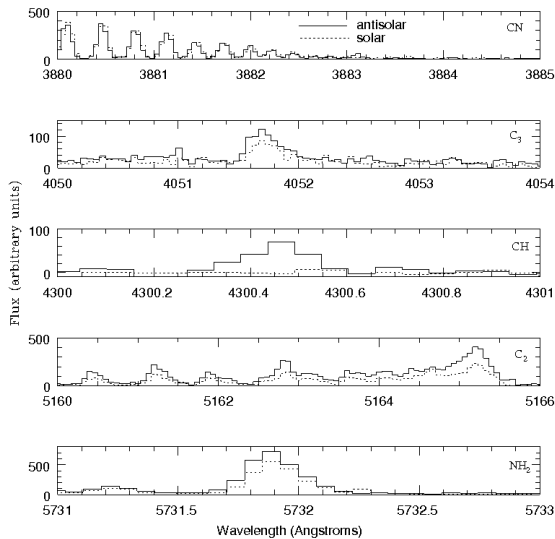 CN
antisolar
solar
500
0
3880 3881 3882 3883 3884 3885
C3
100
0
4050 4051 4052 4053 4054
Flux (arbitrary units)
100
CH
0
4300 4300.2 4300.4 4300.6 4300.8 4301
500
C2
0
5160 5162 5164 5166
500
NH2
0
5731 5731.5 5732 5732.5 5733
Wavelength (Angstroms)